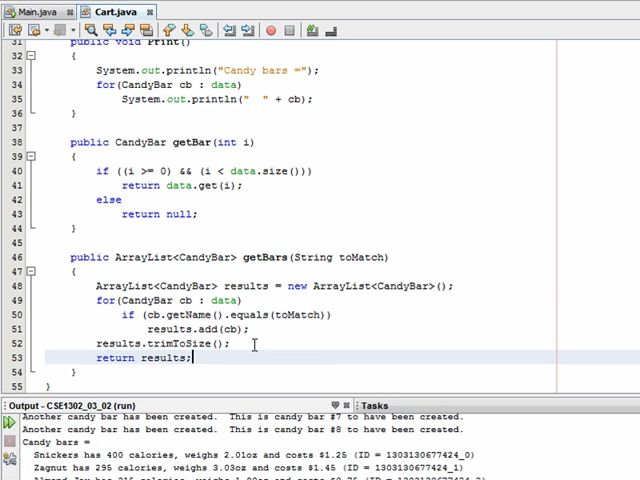 Main.java Cart.java
31 public void Print()
32 {
33 System.out.println("Candy bars =");
34 for(CandyBar cb : data)
35 System.out.println("  " + cb);
36 }
37
38 public CandyBar getBar(int i)
39 {
40 if ((i >= 0) && (i < data.size()))
41 return data.get(i);
42 else
43 return null;
44 }
45
46 public ArrayList<CandyBar> getBars(String toMatch)
47 {
48 ArrayList<CandyBar> results = new ArrayList<CandyBar>();
49 for(CandyBar cb : data)
50 if (cb.getName().equals(toMatch))
51 results.add(cb);
52 results.trimToSize();
53 return results;
54 }
55 }
Output - CSE1302_03_02 (run) Tasks
Another candy bar has been created.  This is candy bar #7 to have been created.
Another candy bar has been created.  This is candy bar #8 to have been created.
Candy bars =
Snickers has 400 calories, weighs 2.01oz and costs $1.25 (ID = 1303130677424_0)
Zagnut has 295 calories, weighs 3.03oz and costs $1.45 (ID = 1303130677424_1)